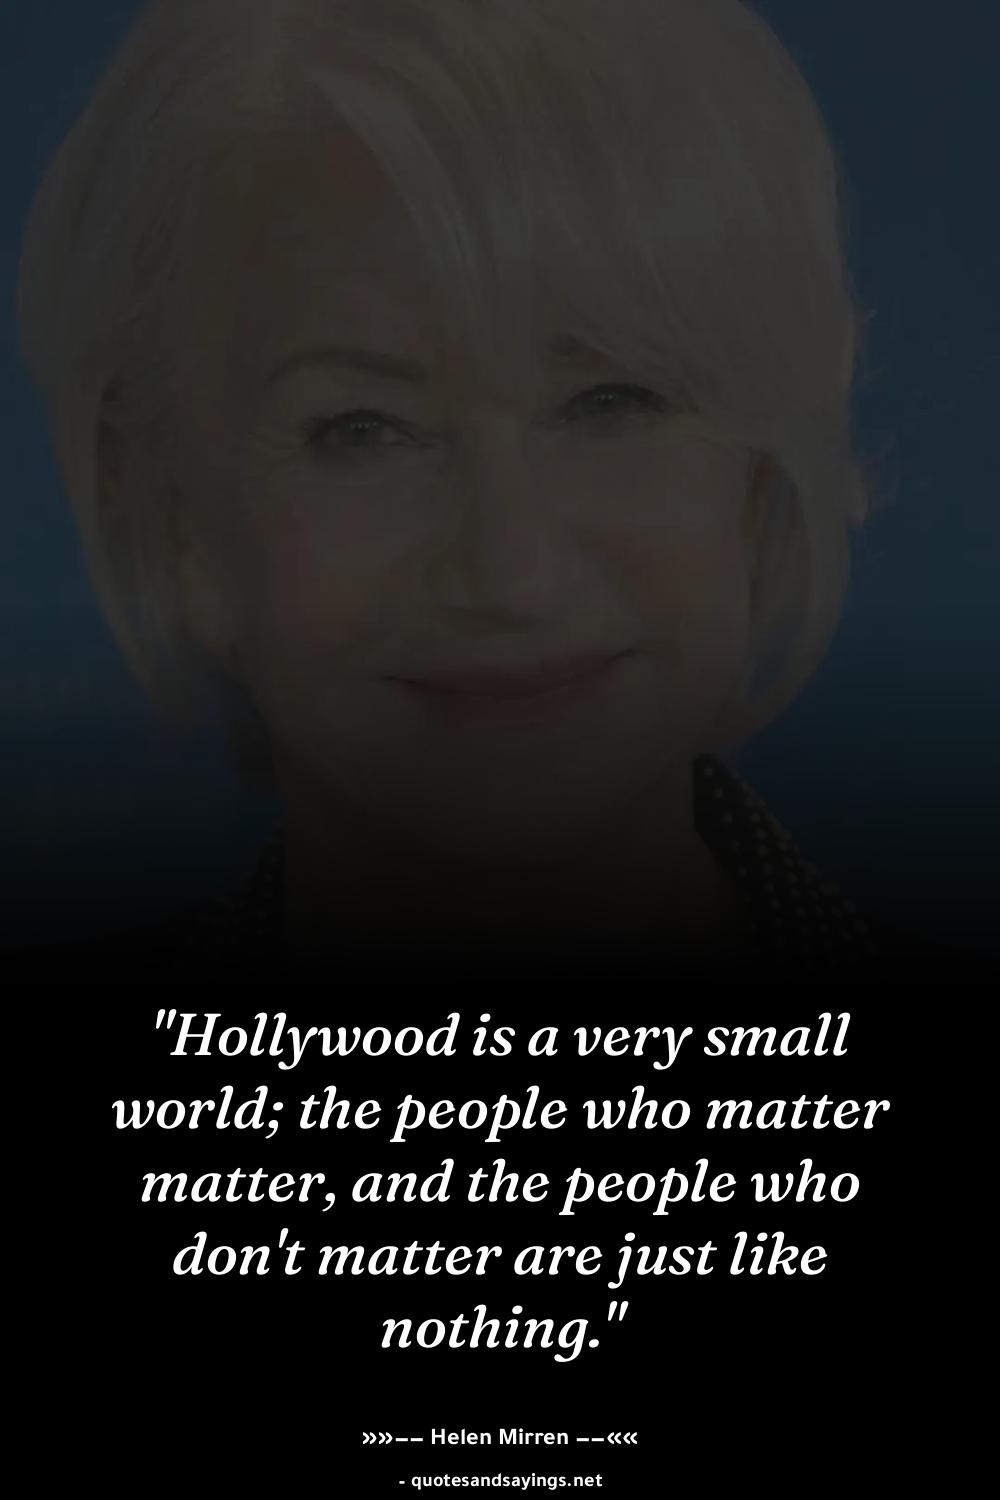 "Hollywood is a very small
world; the people who matter
matter, and the people who
don't matter are just like
nothing."
»»—— Helen Mirren ——««
- quotesandsayings.net